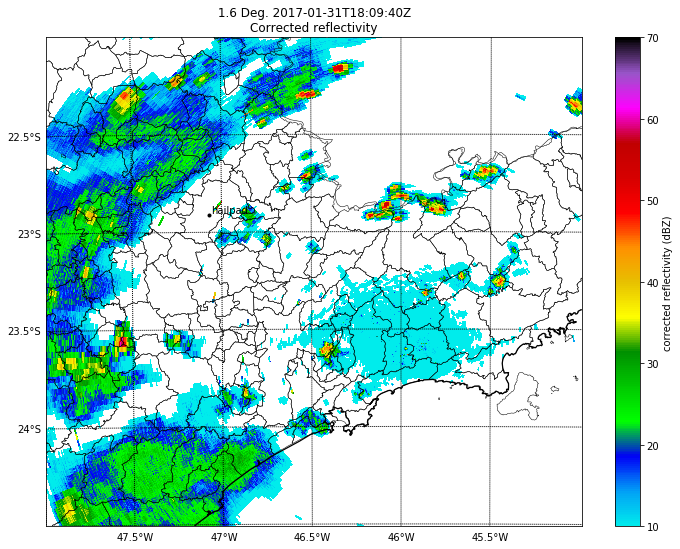 1.6 Deg. 2017-01-31T18:09:40Z
Corrected reflectivity
22.5°S
23°S
23.5°S
24°S
47.5°W
47°W
46.5°W
46°W
45.5°W
Hailpad
70
60
50
40
30
20
10
corrected reflectivity (dBZ)